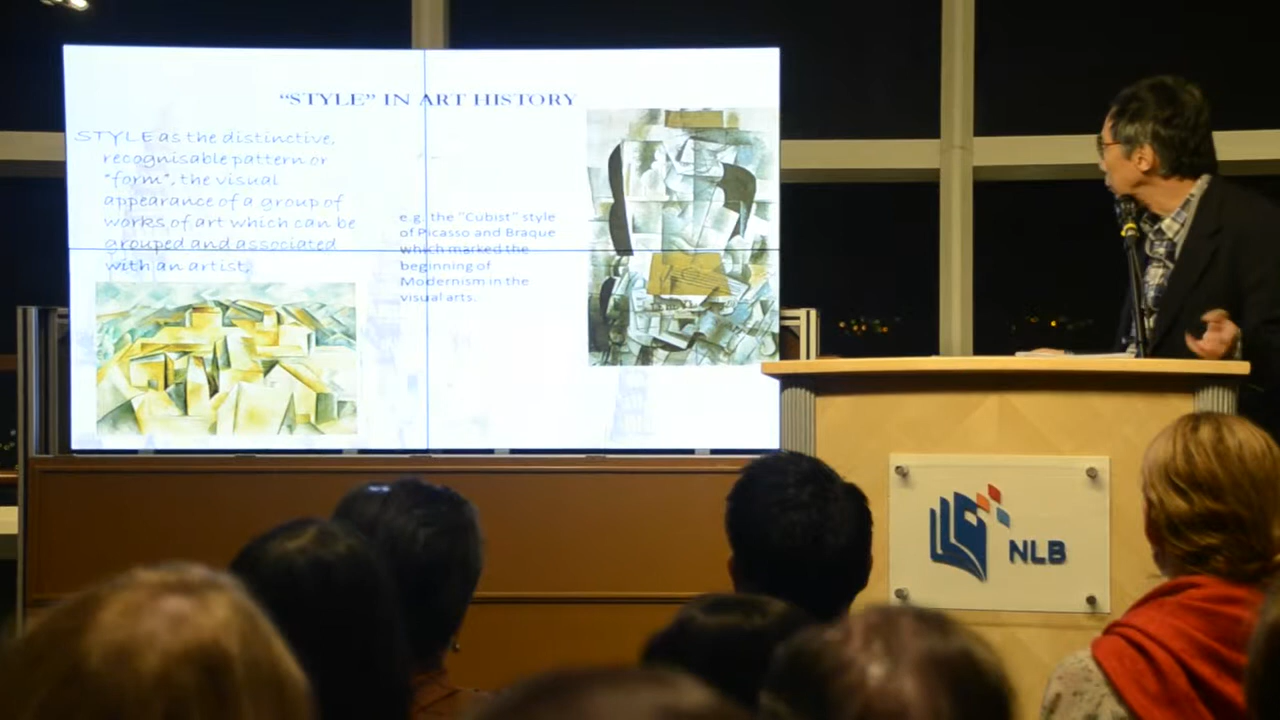 “STYLE” IN ART HISTORY
STYLE as the distinctive,
recognisable pattern or
“form”, the visual
appearance of a group of
works of art which can be
grouped and associated
with an artist,
e.g. the “Cubist” style
of Picasso and Braque
which marked the
beginning of
Modernism in the
visual arts.
NLB